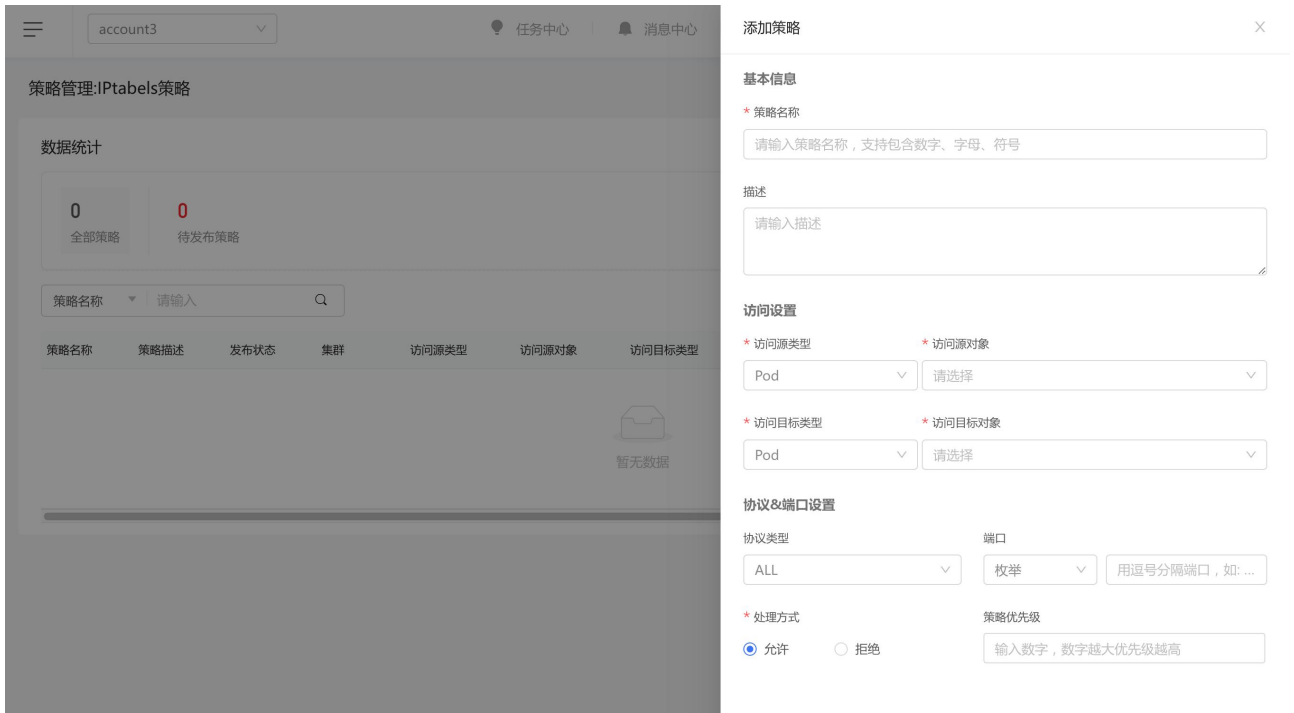 account3
任务中心
消息中心
策略管理:IPtabels策略
数据统计
0
全部策略
0
待发布策略
策略名称
请输入
策略名称 策略描述 发布状态 集群 访问源类型 访问源对象 访问目标类型
暂无数据
添加策略
基本信息
* 策略名称
请输入策略名称，支持包含数字、字母、符号
描述
请输入描述
访问设置
* 访问源类型 * 访问源对象
Pod 请选择
* 访问目标类型 * 访问目标对象
Pod 请选择
协议&端口设置
协议类型 端口
ALL 枚举 用逗号分隔端口，如: ...
* 处理方式 策略优先级
允许 拒绝 输入数字，数字越大优先级越高